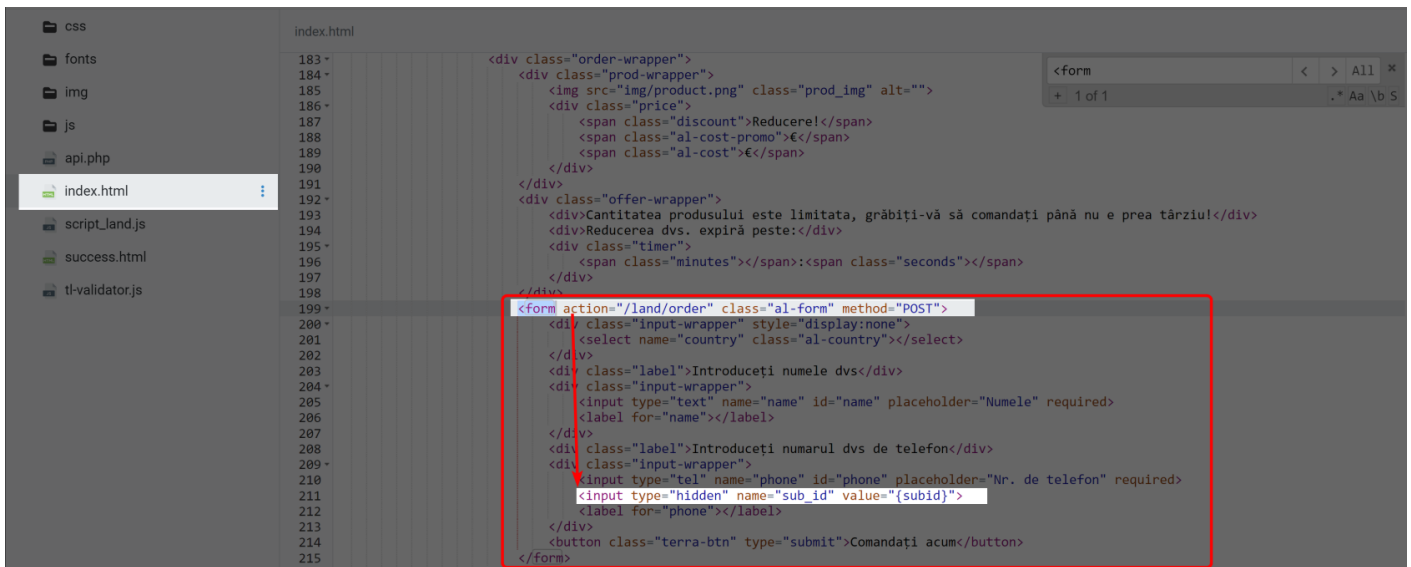 css
fonts
img
js
api.php
index.html
script_land.js
success.html
tl-validator.js
index.html
<form
All
+ 1 of 1
.* Aa \b S
183 <div class="order-wrapper">
184 <div class="prod-wrapper">
185 <img src="img/product.png" class="prod_img" alt="">
186 <div class="price">
187 <span class="discount">Reducere!</span>
188 <span class="al-cost-promo">€</span>
189 <span class="al-cost">€</span>
190 </div>
191 </div>
192 <div class="offer-wrapper">
193 <div>Cantitatea produsului este limitata, grăbiți-vă să comandați până nu e prea târziu!</div>
194 <div>Reducerea dvs. expiră peste:</div>
195 <div class="timer">
196 <span class="minutes"></span>:<span class="seconds"></span>
197 </div>
198 </div>
199 <form action="/land/order" class="al-form" method="POST">
200 <div class="input-wrapper" style="display:none">
201 <select name="country" class="al-country"></select>
202 </div>
203 <div class="label">Introduceți numele dvs</div>
204 <div class="input-wrapper">
205 <input type="text" name="name" id="name" placeholder="Numele" required>
206 <label for="name"></label>
207 </div>
208 <div class="label">Introduceți numarul dvs de telefon</div>
209 <div class="input-wrapper">
210 <input type="tel" name="phone" id="phone" placeholder="Nr. de telefon" required>
211 <input type="hidden" name="sub_id" value="{subid}">
212 <label for="phone"></label>
213 </div>
214 <button class="terra-btn" type="submit">Comandați acum</button>
215 </form>